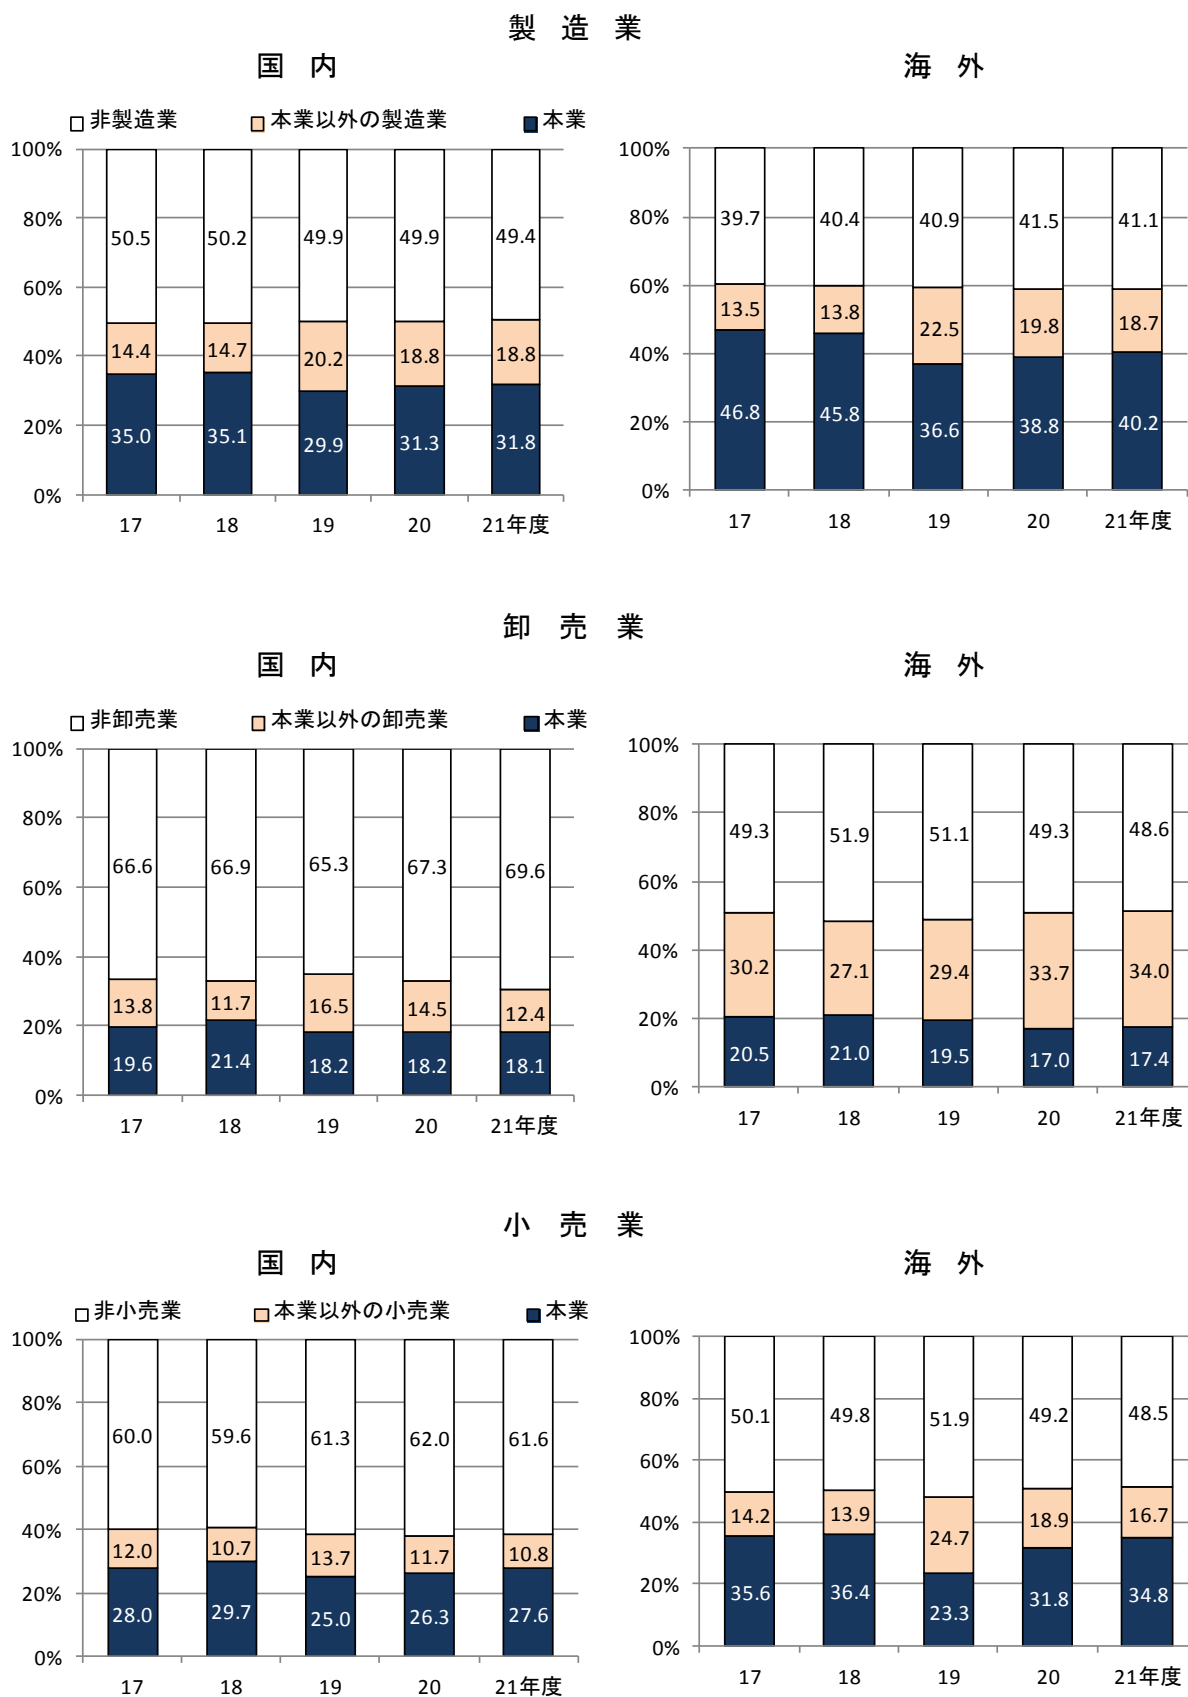 製 造 業
国 内
海 外
非製造業 本業以外の製造業 本業
100%
80%
60%
40%
20%
0%
50.5 50.2 49.9 49.9 49.4
14.4 14.7 20.2 18.8 18.8
35.0 35.1 29.9 31.3 31.8
17 18 19 20 21年度
100%
80%
60%
40%
20%
0%
39.7 40.4 40.9 41.5 41.1
13.5 13.8 22.5 19.8 18.7
46.8 45.8 36.6 38.8 40.2
17 18 19 20 21年度
卸 売 業
国 内
海 外
非卸売業 本業以外の卸売業 本業
100%
80%
60%
40%
20%
0%
66.6 66.9 65.3 67.3 69.6
13.8 11.7 16.5 14.5 12.4
19.6 21.4 18.2 18.2 18.1
17 18 19 20 21年度
100%
80%
60%
40%
20%
0%
49.3 51.9 51.1 49.3 48.6
30.2 27.1 29.4 33.7 34.0
20.5 21.0 19.5 17.0 17.4
17 18 19 20 21年度
小 売 業
国 内
海 外
非小売業 本業以外の小売業 本業
100%
80%
60%
40%
20%
0%
60.0 59.6 61.3 62.0 61.6
12.0 10.7 13.7 11.7 10.8
28.0 29.7 25.0 26.3 27.6
17 18 19 20 21年度
100%
80%
60%
40%
20%
0%
50.1 49.8 51.9 49.2 48.5
14.2 13.9 24.7 18.9 16.7
35.6 36.4 23.3 31.8 34.8
17 18 19 20 21年度